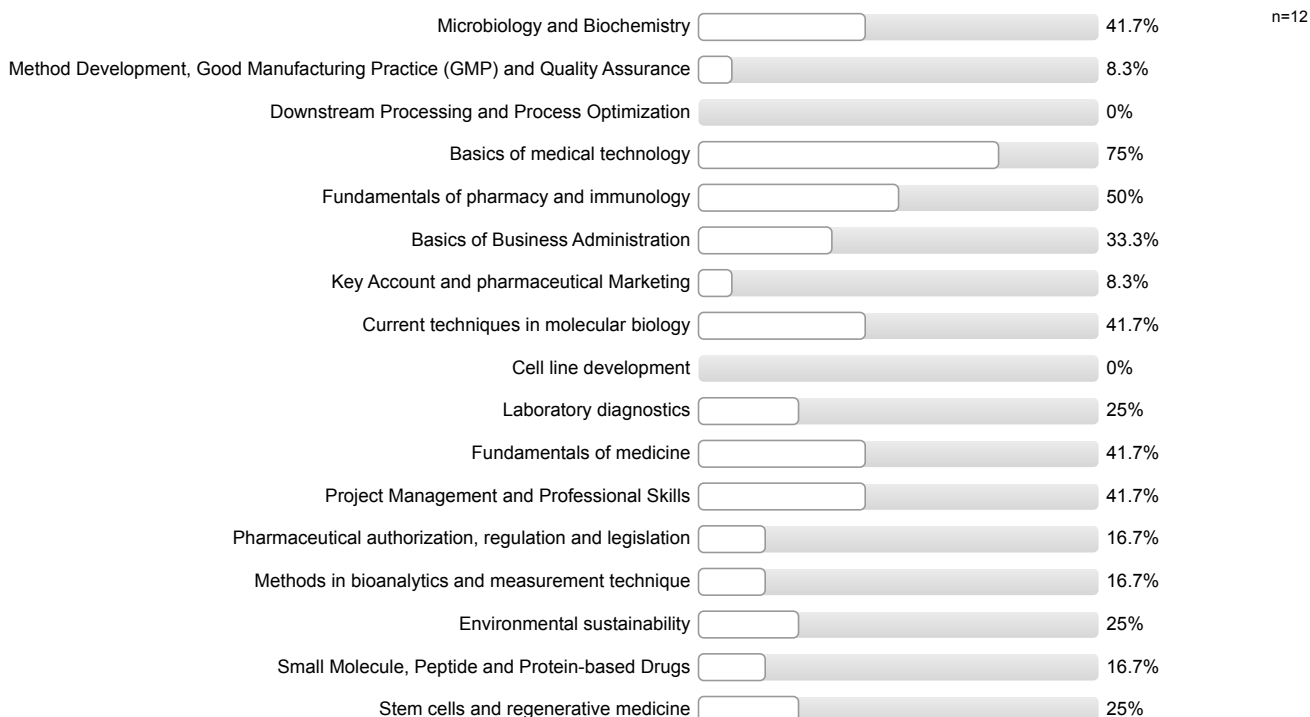 Microbiology and Biochemistry 41.7% n=12
Method Development, Good Manufacturing Practice (GMP) and Quality Assurance 8.3%
Downstream Processing and Process Optimization 0%
Basics of medical technology 75%
Fundamentals of pharmacy and immunology 50%
Basics of Business Administration 33.3%
Key Account and pharmaceutical Marketing 8.3%
Current techniques in molecular biology 41.7%
Cell line development 0%
Laboratory diagnostics 25%
Fundamentals of medicine 41.7%
Project Management and Professional Skills 41.7%
Pharmaceutical authorization, regulation and legislation 16.7%
Methods in bioanalytics and measurement technique 16.7%
Environmental sustainability 25%
Small Molecule, Peptide and Protein-based Drugs 16.7%
Stem cells and regenerative medicine 25%